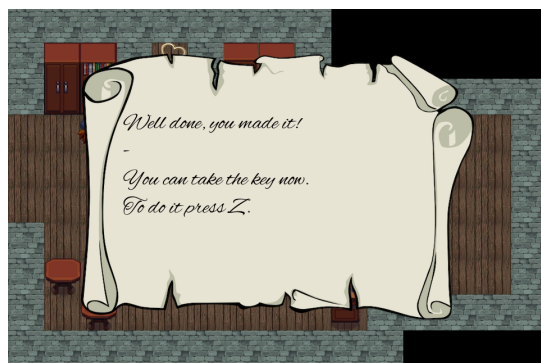 Well done, you made it!
-
You can take the key now.
To do it press Z.